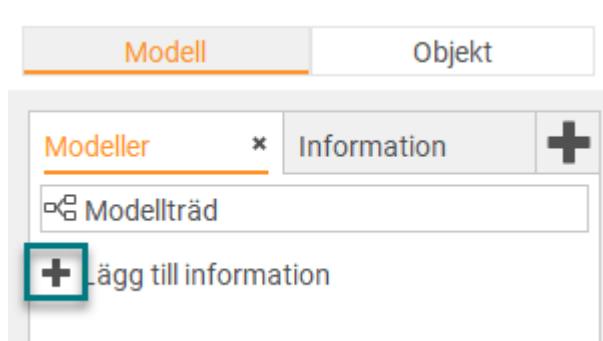 Modell Objekt
Modeller Information
Modellträd
Lägg till information